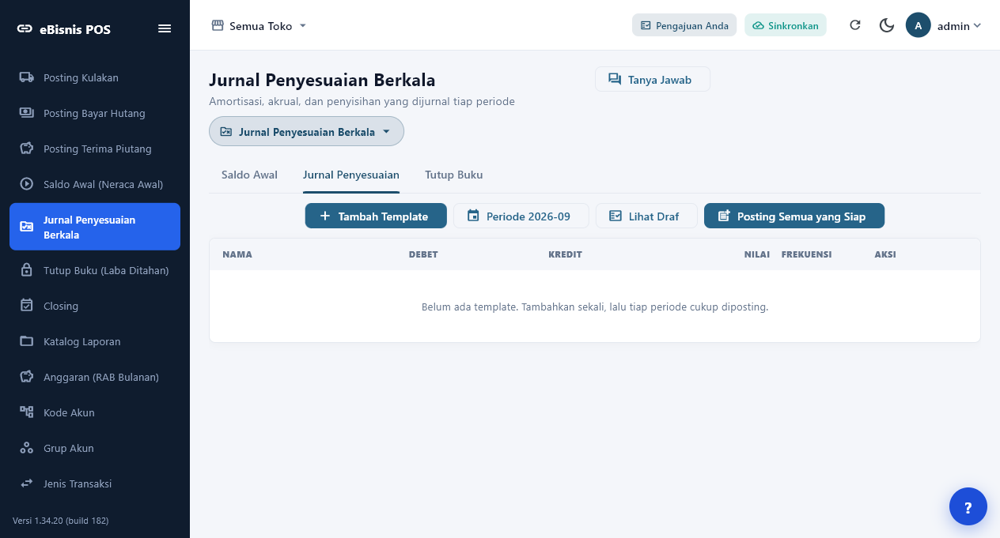 eBisnis POS
Posting Kulakan
Posting Bayar Hutang
Posting Terima Piutang
Saldo Awal (Neraca Awal)
Jurnal Penyesuaian
Berkala
Tutup Buku (Laba Ditahan)
Closing
Katalog Laporan
Anggaran (RAB Bulanan)
Kode Akun
Grup Akun
Jenis Transaksi
Versi 1.34.20 (build 182)
Semua Toko
Pengajuan Anda
Sinkronkan
A
admin
Jurnal Penyesuaian Berkala
Tanya Jawab
Amortisasi, akrual, dan penyisihan yang dijurnal tiap periode
Jurnal Penyesuaian Berkala
Saldo Awal
Jurnal Penyesuaian
Tutup Buku
Tambah Template
Periode 2026-09
Lihat Draf
Posting Semua yang Siap
NAMA DEBET KREDIT NILAI FREKUENSI AKSI
Belum ada template. Tambahkan sekali, lalu tiap periode cukup diposting.
?